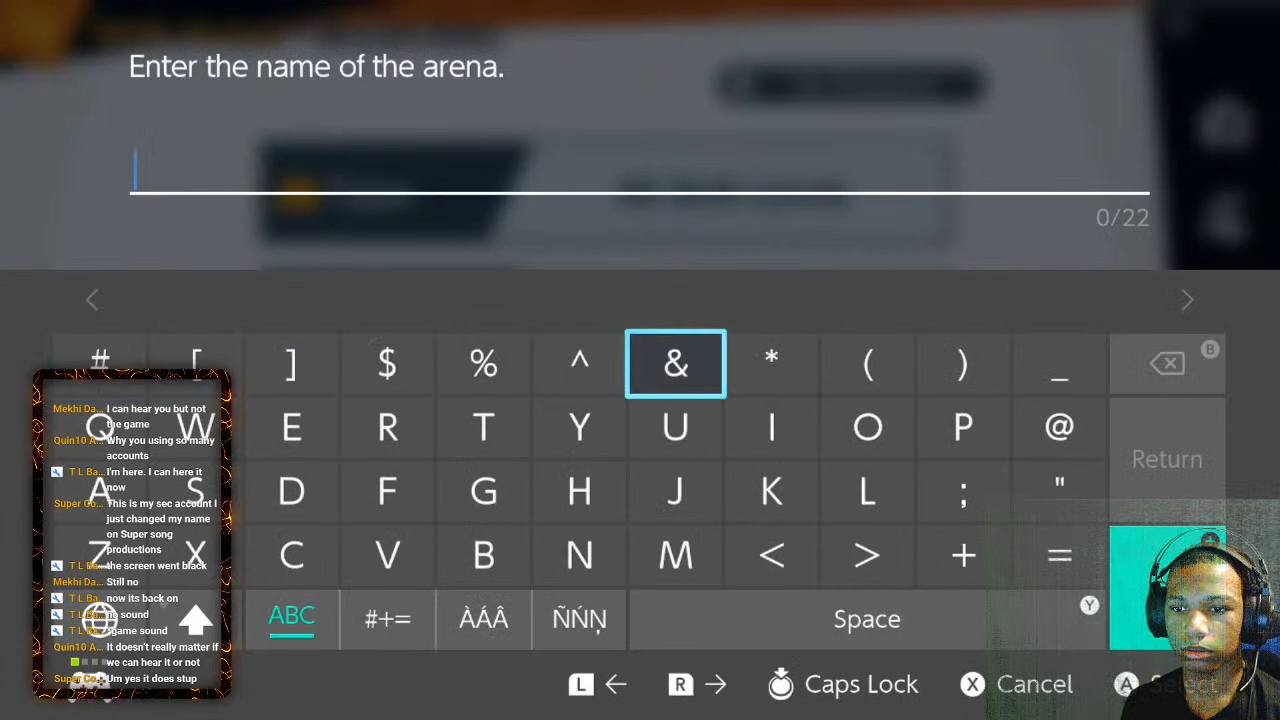 Enter the name of the arena.
0/22
# [ ] $ % ^ & * ( ) _ B
Q W E R T Y U I O P @
A S D F G H J K L ; " Return
Z X C V B N M < > + =
ABC #+= ÀÁÂ ÑŃŅ Space Y
L ← R → Caps Lock X Cancel A Select
Mekhi Da... I can hear you but not
the game
Quin10 A... Why you using so many
accounts
T L Ba... I'm here. I can here it
now
Super Co... This is my sec account I
just changed my name
on Super song
productions
T L Ba... the screen went black
Mekhi Da... Still no
T L Ba... now its back on
T L Ba... no sound
T L Ba... *game sound
Quin10 A... It doesn't really matter if
we can hear it or not
Super Co... Um yes it does stup